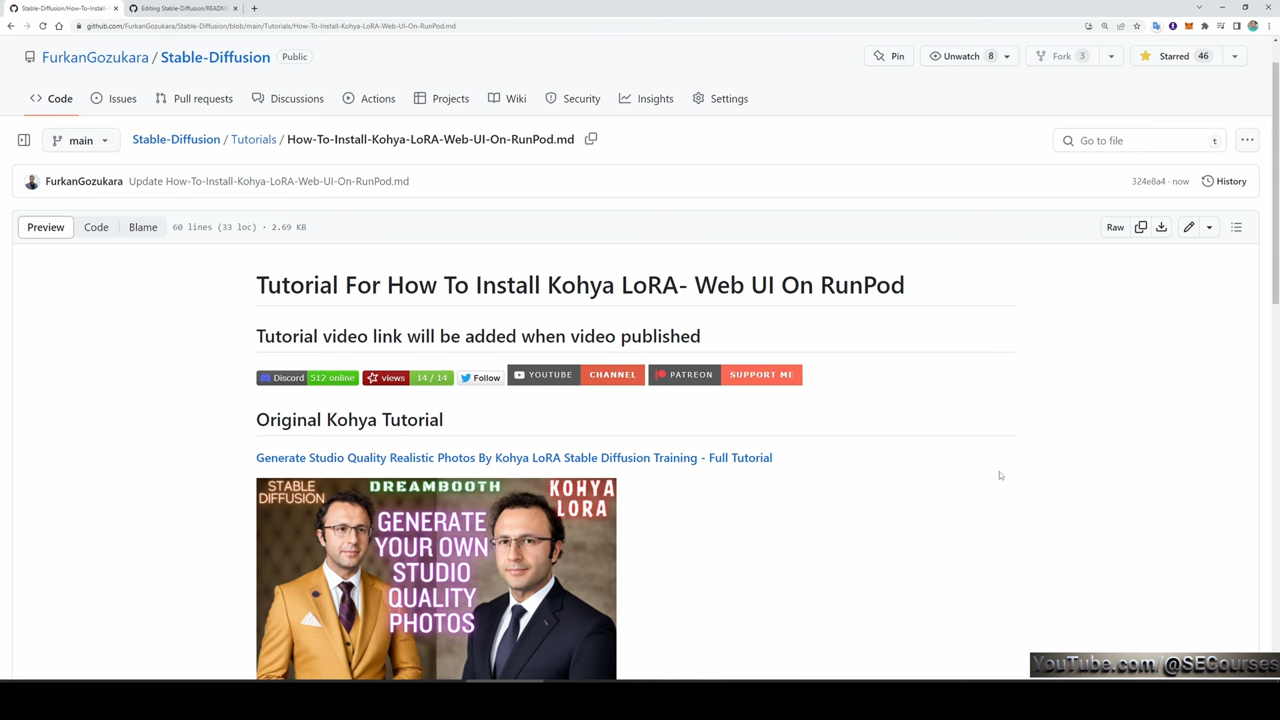 Stable-Diffusion/How-To-Install-
Editing Stable-Diffusion/READM
github.com/FurkanGozukara/Stable-Diffusion/blob/main/Tutorials/How-To-Install-Kohya-LoRA-Web-UI-On-RunPod.md
FurkanGozukara / Stable-Diffusion Public
Pin
Unwatch 8
Fork 3
Starred 46
Code
Issues
Pull requests
Discussions
Actions
Projects
Wiki
Security
Insights
Settings
main
Stable-Diffusion / Tutorials / How-To-Install-Kohya-LoRA-Web-UI-On-RunPod.md
Go to file t
FurkanGozukara Update How-To-Install-Kohya-LoRA-Web-UI-On-RunPod.md
324e8a4 · now
History
Preview
Code
Blame
60 lines (33 loc) · 2.69 KB
Raw
Tutorial For How To Install Kohya LoRA- Web UI On RunPod
Tutorial video link will be added when video published
Discord 512 online
views 14 / 14
Follow
YOUTUBE CHANNEL
PATREON SUPPORT ME
Original Kohya Tutorial
Generate Studio Quality Realistic Photos By Kohya LoRA Stable Diffusion Training - Full Tutorial
STABLE
DIFFUSION
DREAMBOOTH
KOHYA
LORA
GENERATE
YOUR OWN
STUDIO
QUALITY
PHOTOS
YouTube.com/@SECourses